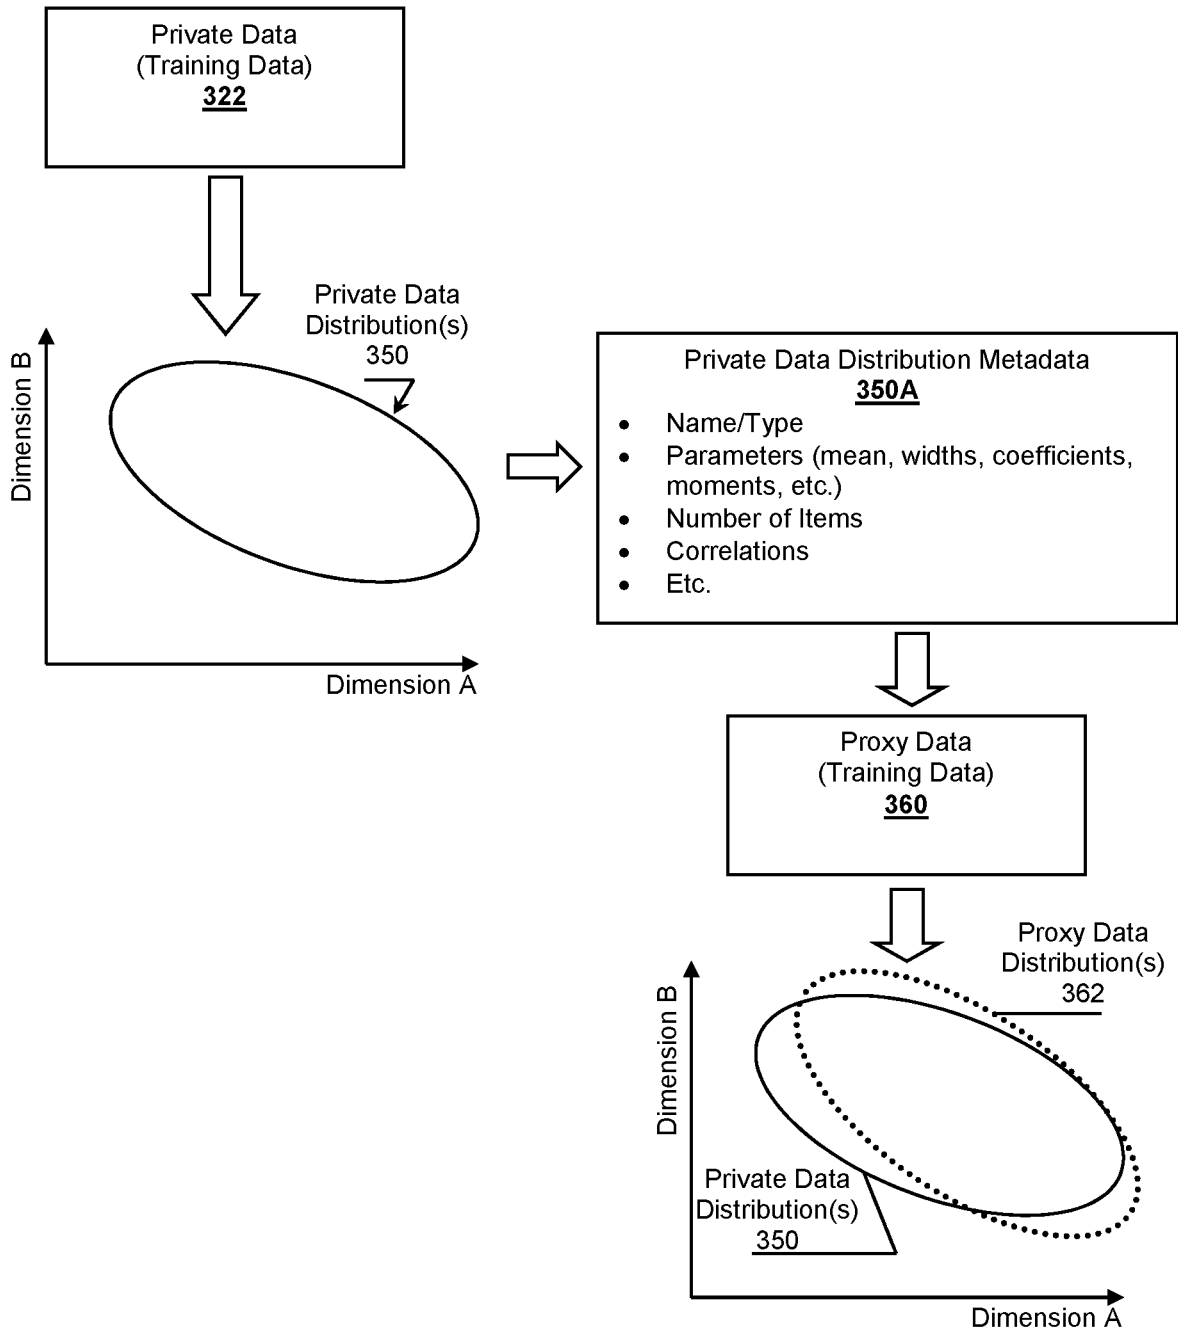 Private Data
(Training Data)
322
Private Data
Distribution(s)
350
Dimension B
Dimension A
Private Data Distribution Metadata
350A
• Name/Type
• Parameters (mean, widths, coefficients,
moments, etc.)
• Number of Items
• Correlations
• Etc.
Proxy Data
(Training Data)
360
Proxy Data
Distribution(s)
362
Dimension B
Private Data
Distribution(s)
350
Dimension A